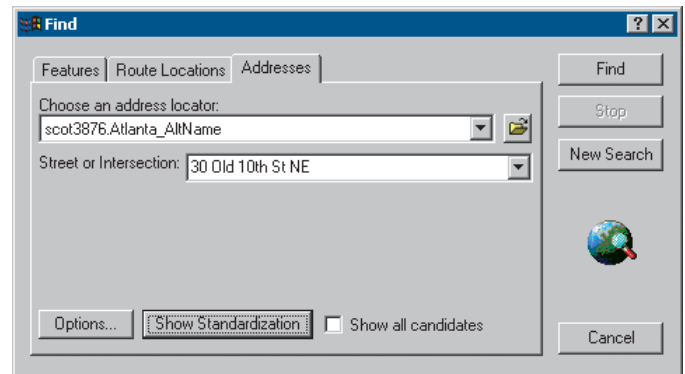 Find
Features Route Locations Addresses
Find
Choose an address locator:
scot3876.Atlanta_AltName
Stop
Street or Intersection: 30 Old 10th St NE
New Search
Options... Show Standardization Show all candidates
Cancel